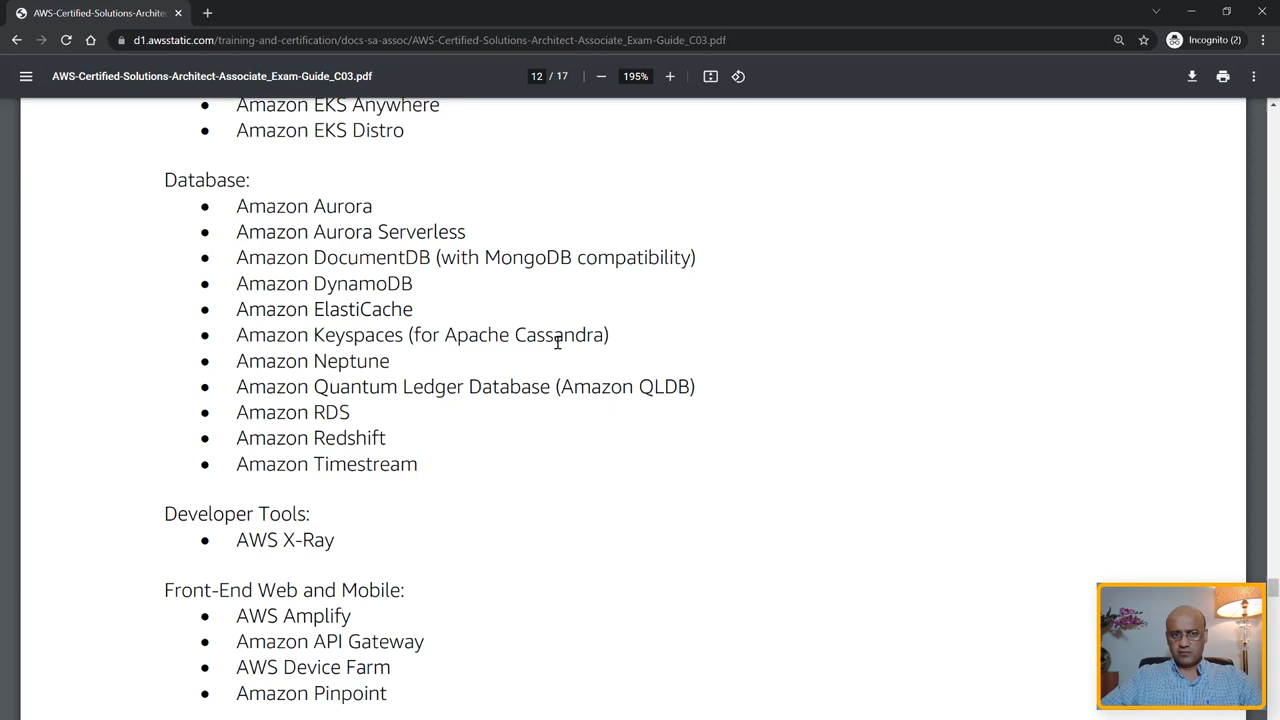 AWS-Certified-Solutions-Archite
d1.awsstatic.com/training-and-certification/docs-sa-assoc/AWS-Certified-Solutions-Architect-Associate_Exam-Guide_C03.pdf
Incognito (2)
AWS-Certified-Solutions-Architect-Associate_Exam-Guide_C03.pdf
12 / 17
195%
• Amazon EKS Anywhere
• Amazon EKS Distro
Database:
• Amazon Aurora
• Amazon Aurora Serverless
• Amazon DocumentDB (with MongoDB compatibility)
• Amazon DynamoDB
• Amazon ElastiCache
• Amazon Keyspaces (for Apache Cassandra)
• Amazon Neptune
• Amazon Quantum Ledger Database (Amazon QLDB)
• Amazon RDS
• Amazon Redshift
• Amazon Timestream
Developer Tools:
• AWS X-Ray
Front-End Web and Mobile:
• AWS Amplify
• Amazon API Gateway
• AWS Device Farm
• Amazon Pinpoint